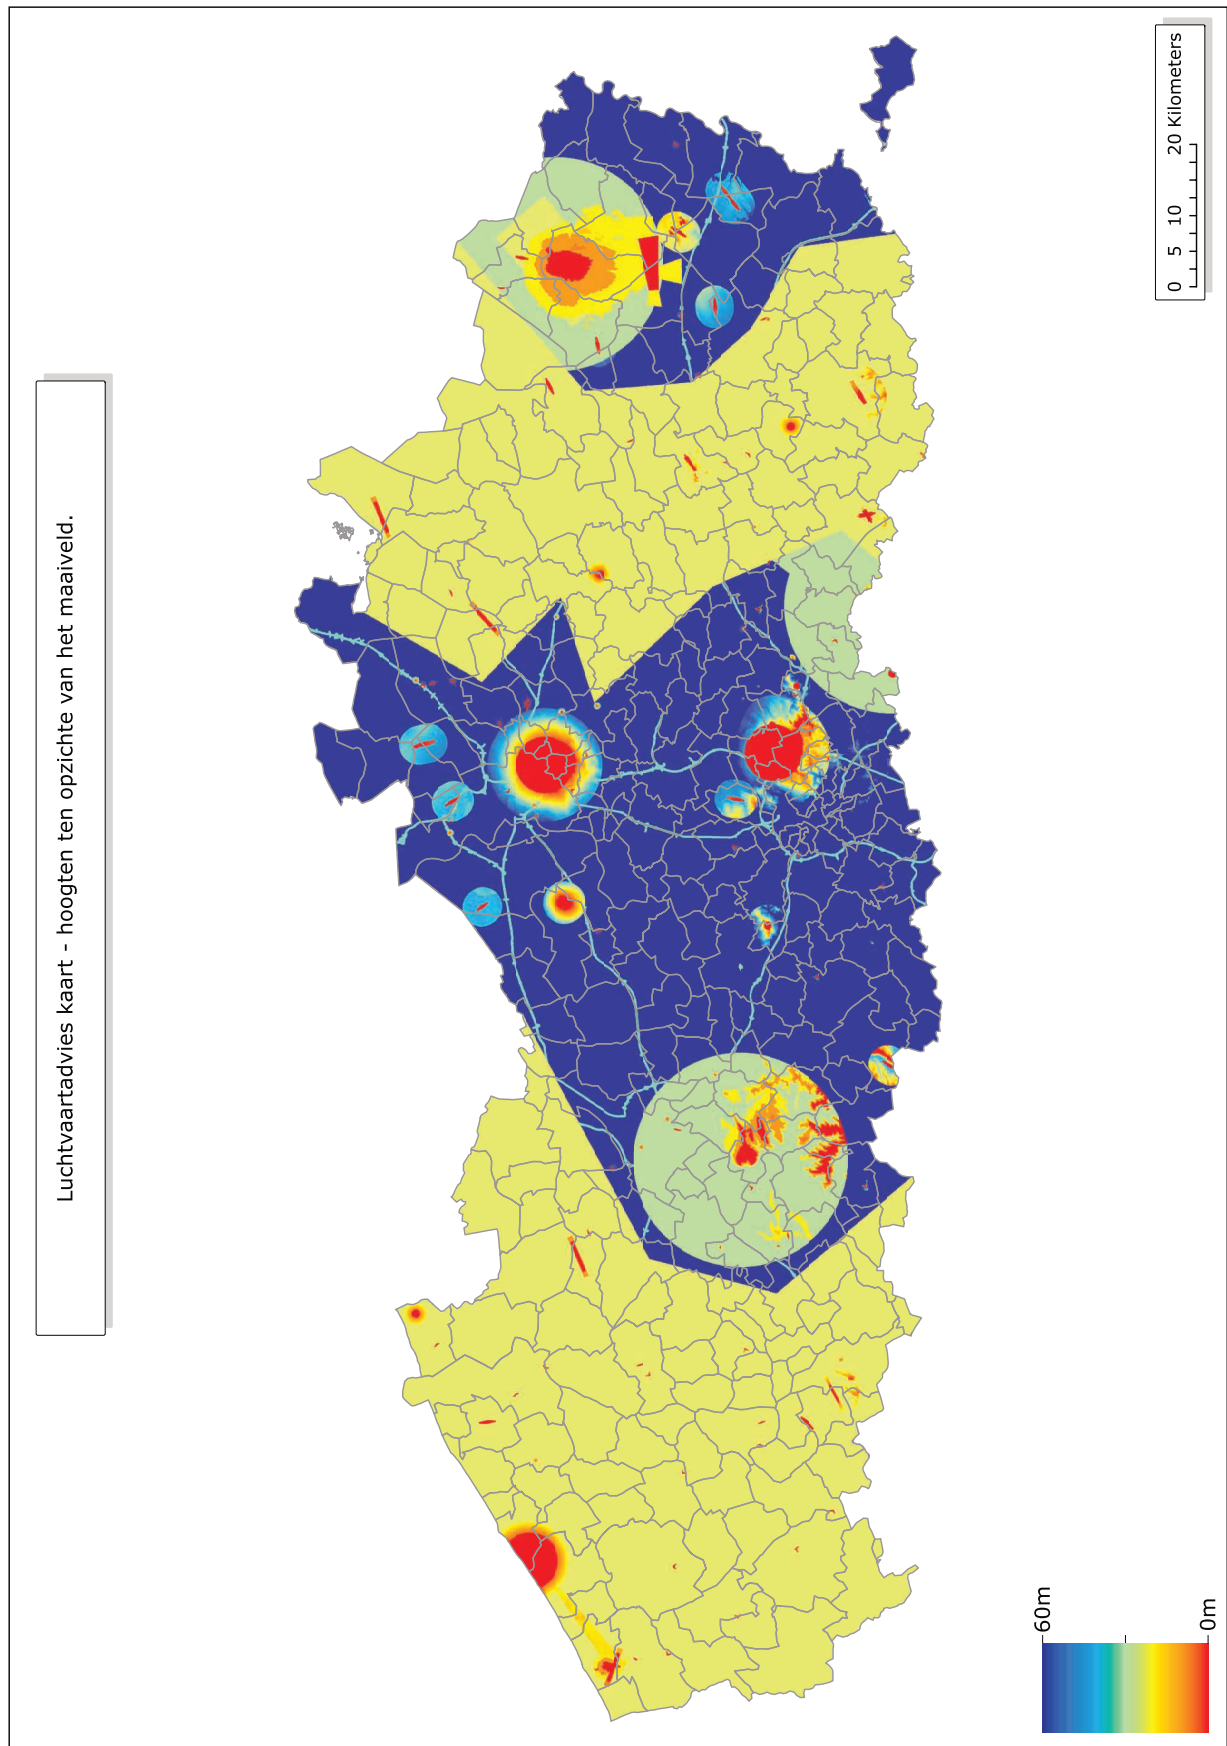 Luchtvaartadvies kaart - hoogten ten opzichte van het maaiveld.
0 5 10 20 Kilometers
60m
0m